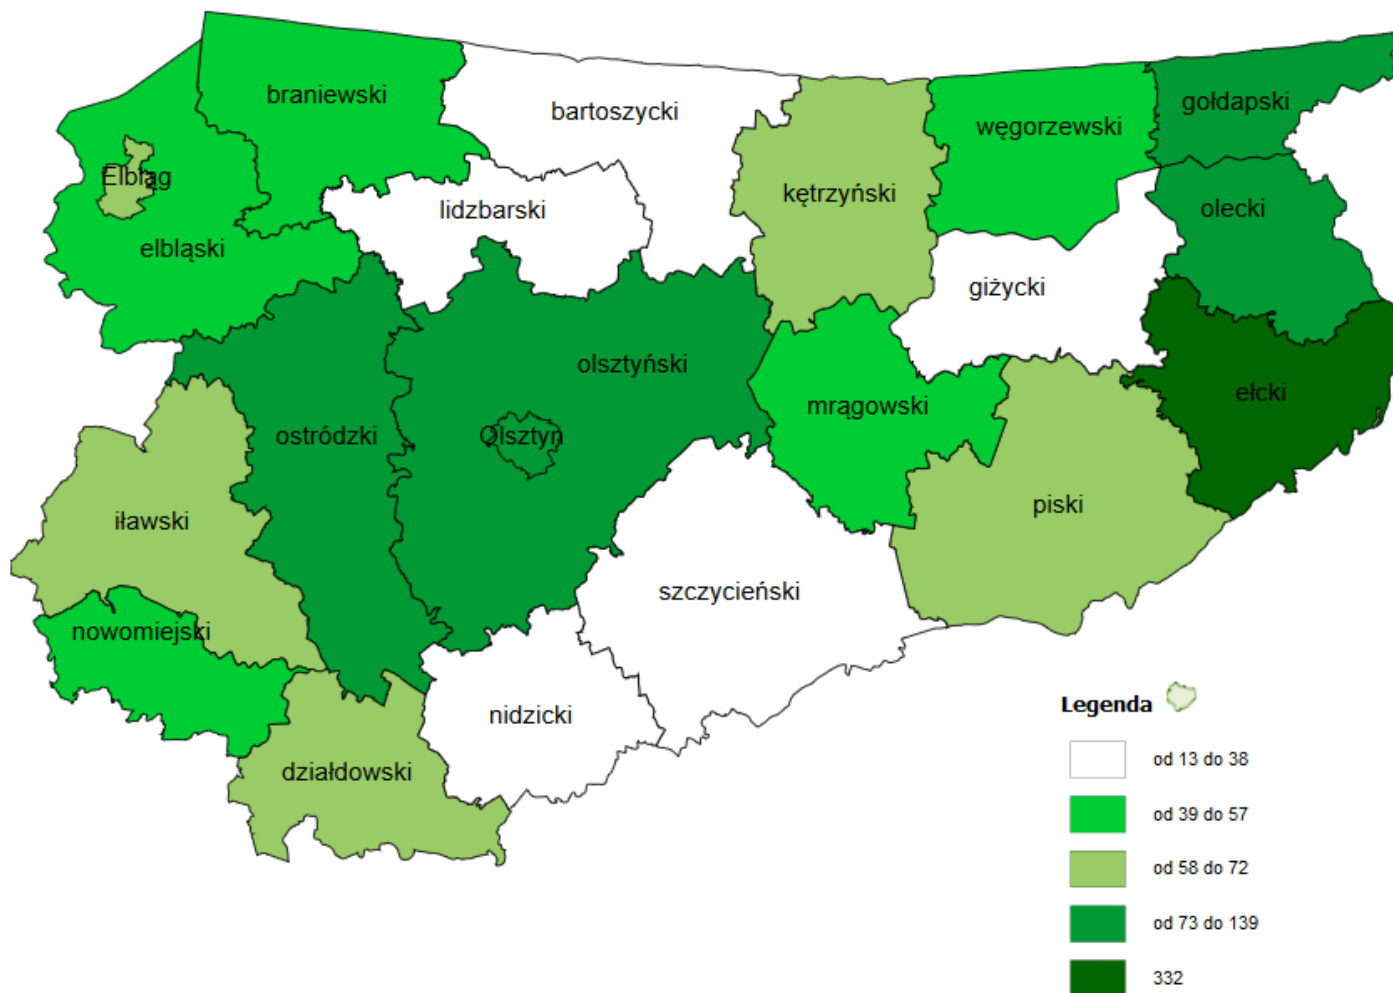 braniewski
bartoszycki
gołdapski
węgorzewski
Elbląg
kętrzyński
lidzbarski
olecki
elbląski
giżycki
olsztyński
ełcki
mrągowski
ostródzki
Olsztyn
piski
iławski
szczycieński
nowomiejski
nidzicki
działdowski
Legenda
od 13 do 38
od 39 do 57
od 58 do 72
od 73 do 139
332